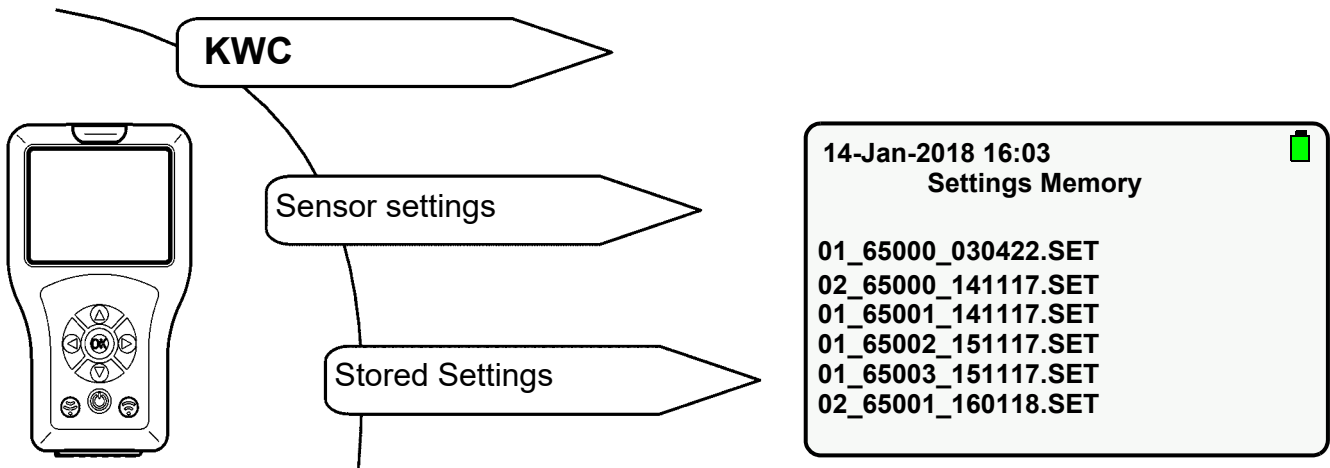 KWC
Sensor settings
Stored Settings
OK
14-Jan-2018 16:03
Settings Memory
01_65000_030422.SET
02_65000_141117.SET
01_65001_141117.SET
01_65002_151117.SET
01_65003_151117.SET
02_65001_160118.SET